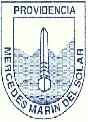 PROVIDENCIA
MERCEDES MARIN DEL SOLAR